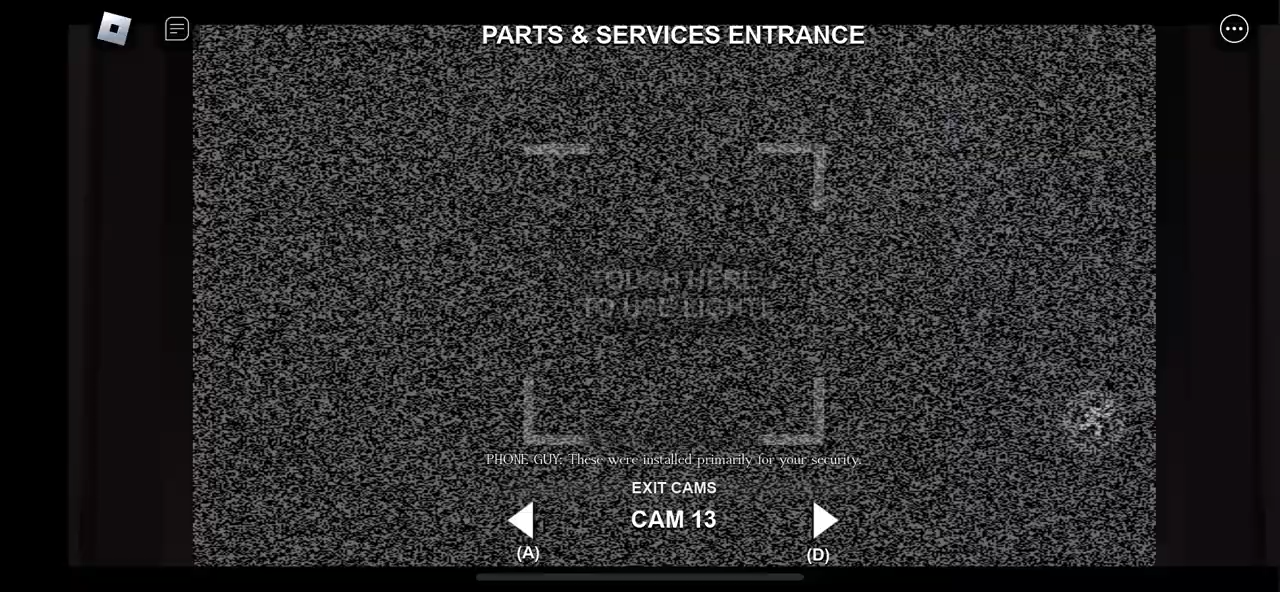 PARTS & SERVICES ENTRANCE
TOUCH HERE
TO USE LIGHT!
PHONE GUY: These were installed primarily for your security.
EXIT CAMS
CAM 13
(A)
(D)